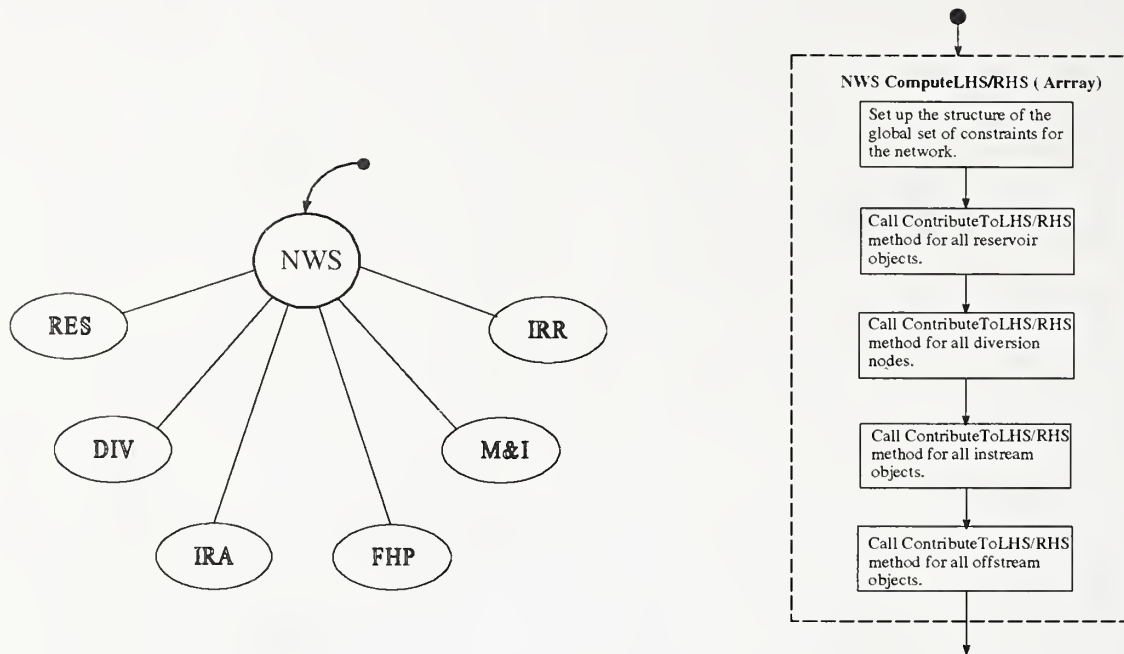 NWS
RES
IRR
DIV
M&I
IRA
FHP
NWS ComputeLHS/RHS ( Arrray)
Set up the structure of the
global set of constraints for
the network.
Call ContributeToLHS/RHS
method for all reservoir
objects.
Call ContributeToLHS/RHS
method for all diversion
nodes.
Call ContributeToLHS/RHS
method for all instream
objects.
Call ContributeToLHS/RHS
method for all offstream
objects.